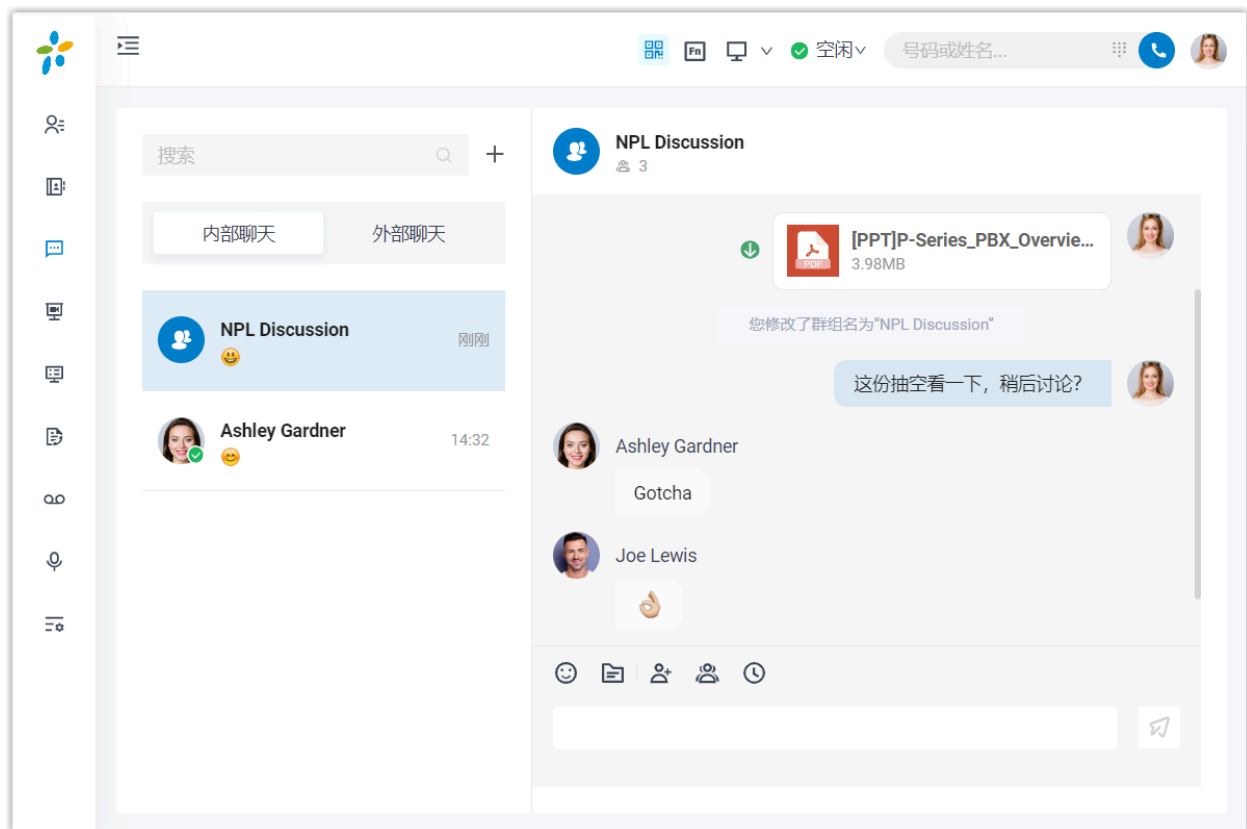 Fn
空闲
号码或姓名...
搜索
内部聊天
外部聊天
NPL Discussion
刚刚
Ashley Gardner
14:32
NPL Discussion
3
[PPT]P-Series_PBX_Overvie...
PDF
3.98MB
您修改了群组名为“NPL Discussion”
这份抽空看一下，稍后讨论？
Ashley Gardner
Gotcha
Joe Lewis